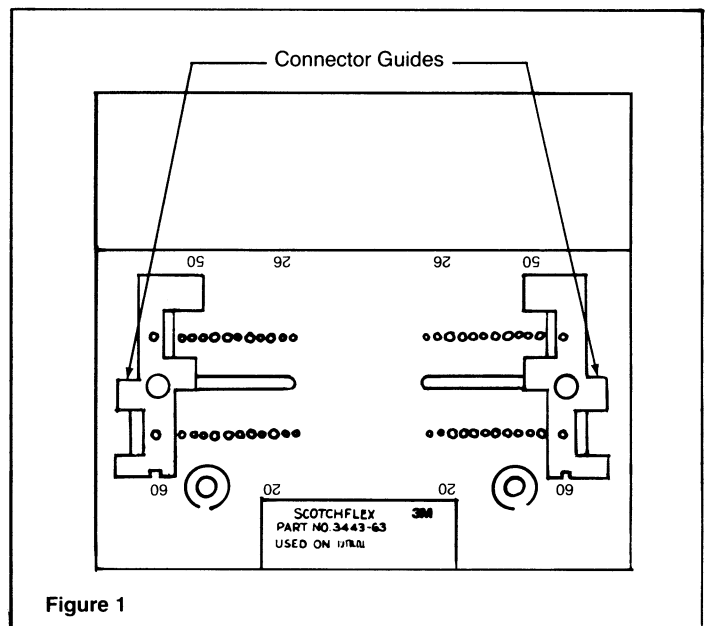 Connector Guides
50 26 26 50
60 20 20 60
SCOTCHFLEX 3M
PART NO. 3443-63
USED ON
Figure 1